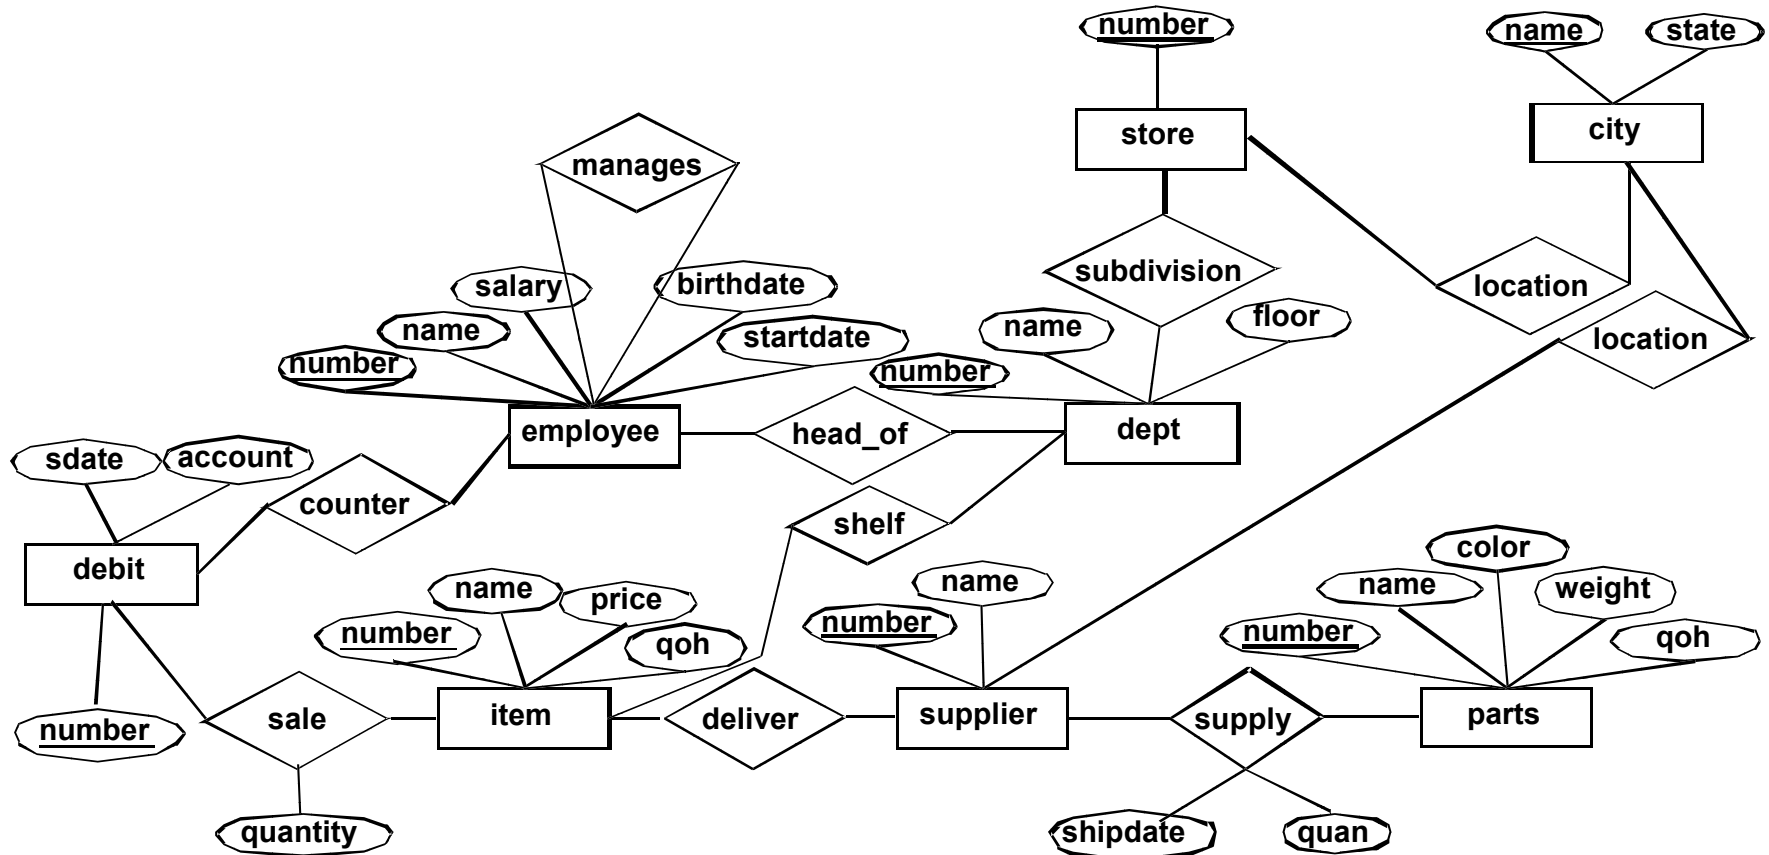 number
name
state
store
city
manages
subdivision
salary
birthdate
location
name
startdate
name
floor
location
number
number
employee
head_of
dept
sdate
account
counter
shelf
debit
color
name
name
name
weight
price
number
number
number
qoh
qoh
number
sale
item
deliver
supplier
supply
parts
quantity
shipdate
quan